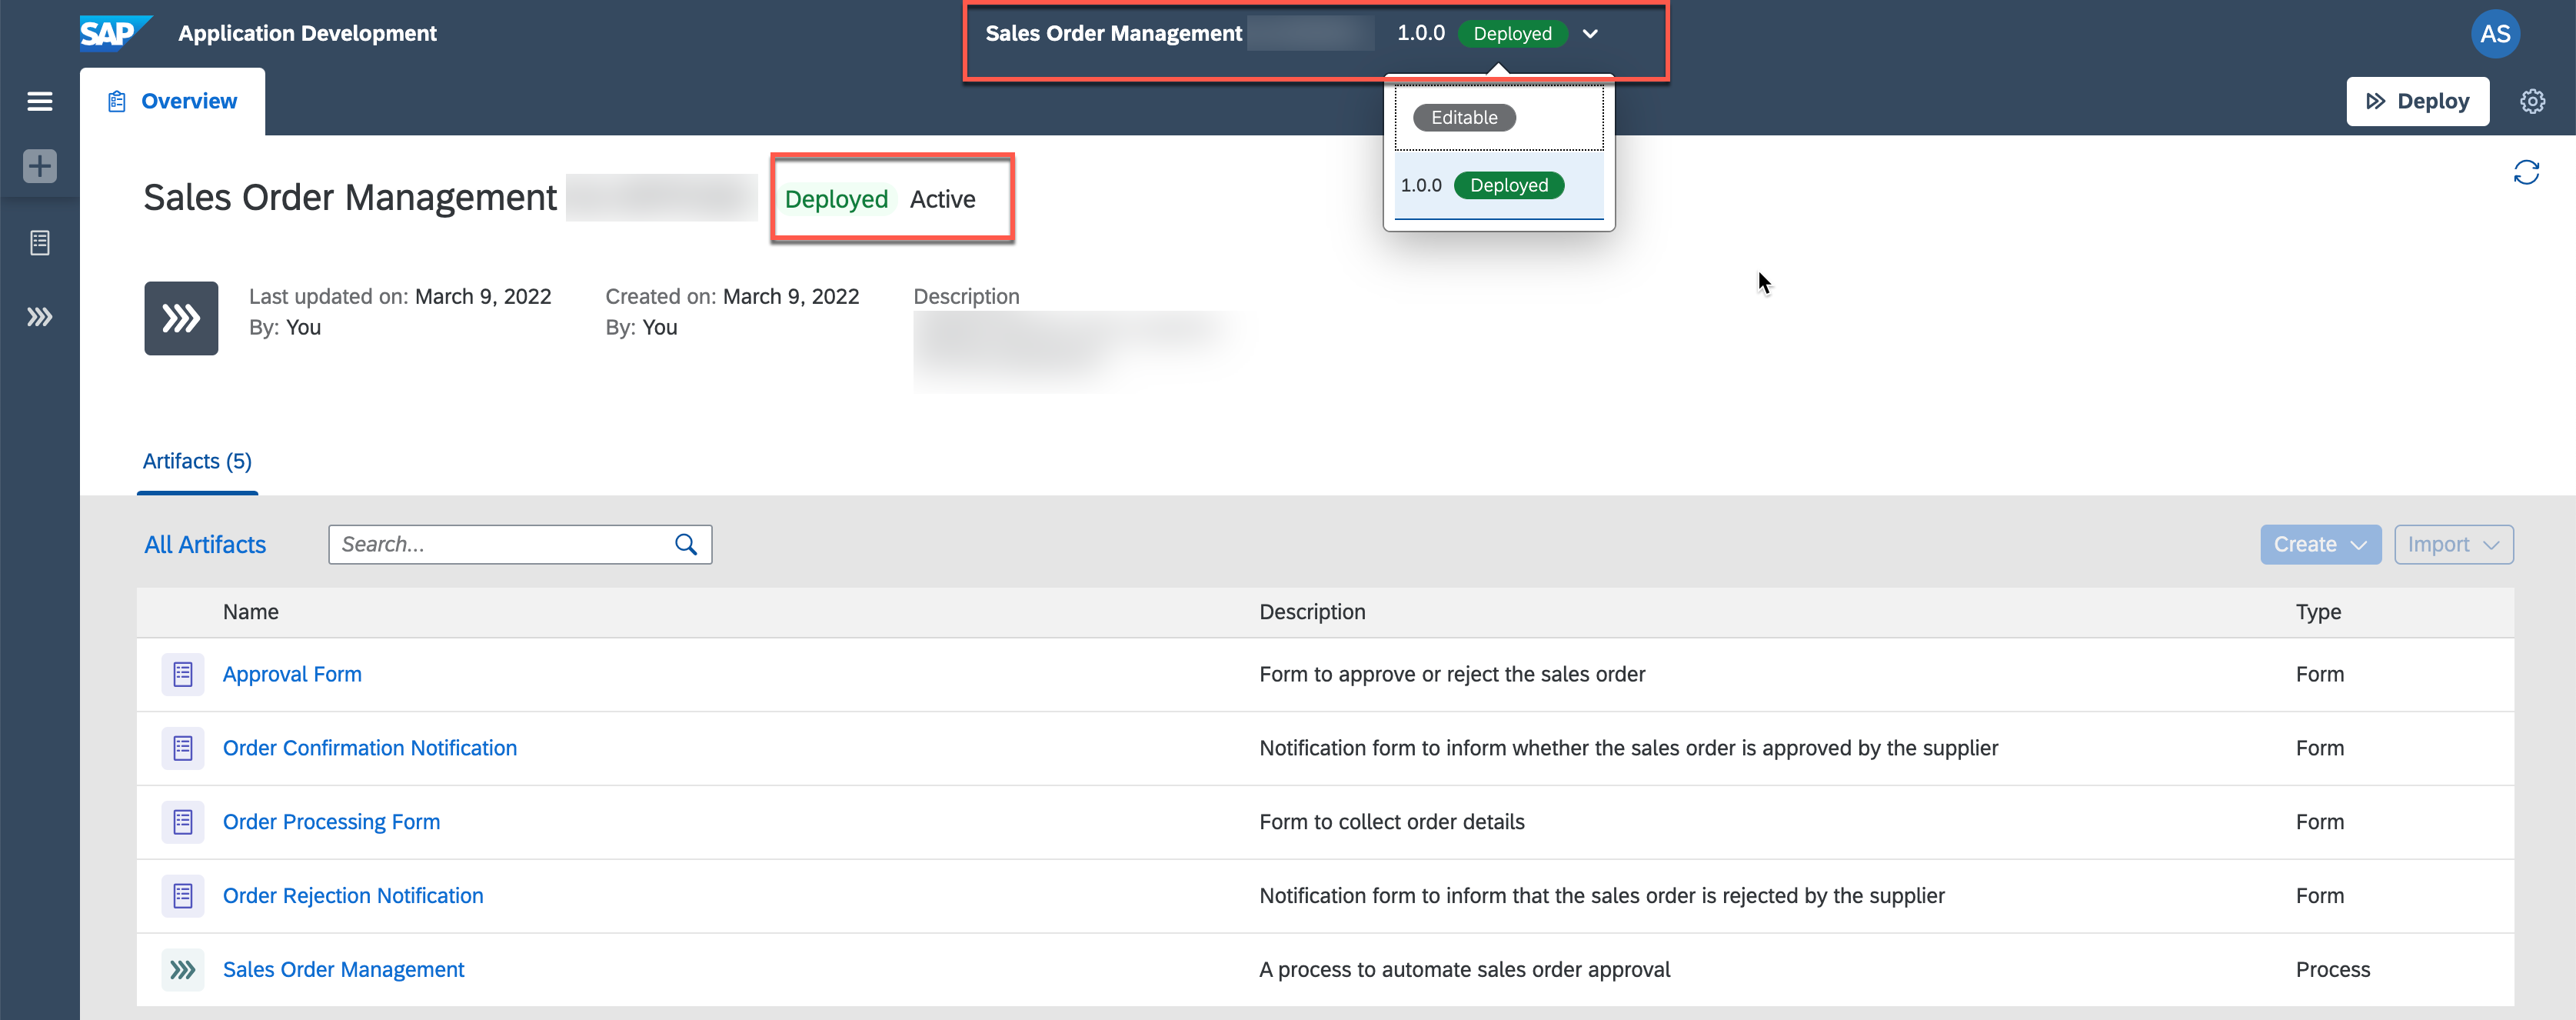 SAP Application Development Sales Order Management 1.0.0 Deployed AS
Overview Deploy
Editable
1.0.0 Deployed
Sales Order Management Deployed Active
Last updated on: March 9, 2022 Created on: March 9, 2022 Description
By: You By: You
Artifacts (5)
All Artifacts Search... Create Import
Name Description Type
Approval Form Form to approve or reject the sales order Form
Order Confirmation Notification Notification form to inform whether the sales order is approved by the supplier Form
Order Processing Form Form to collect order details Form
Order Rejection Notification Notification form to inform that the sales order is rejected by the supplier Form
Sales Order Management A process to automate sales order approval Process